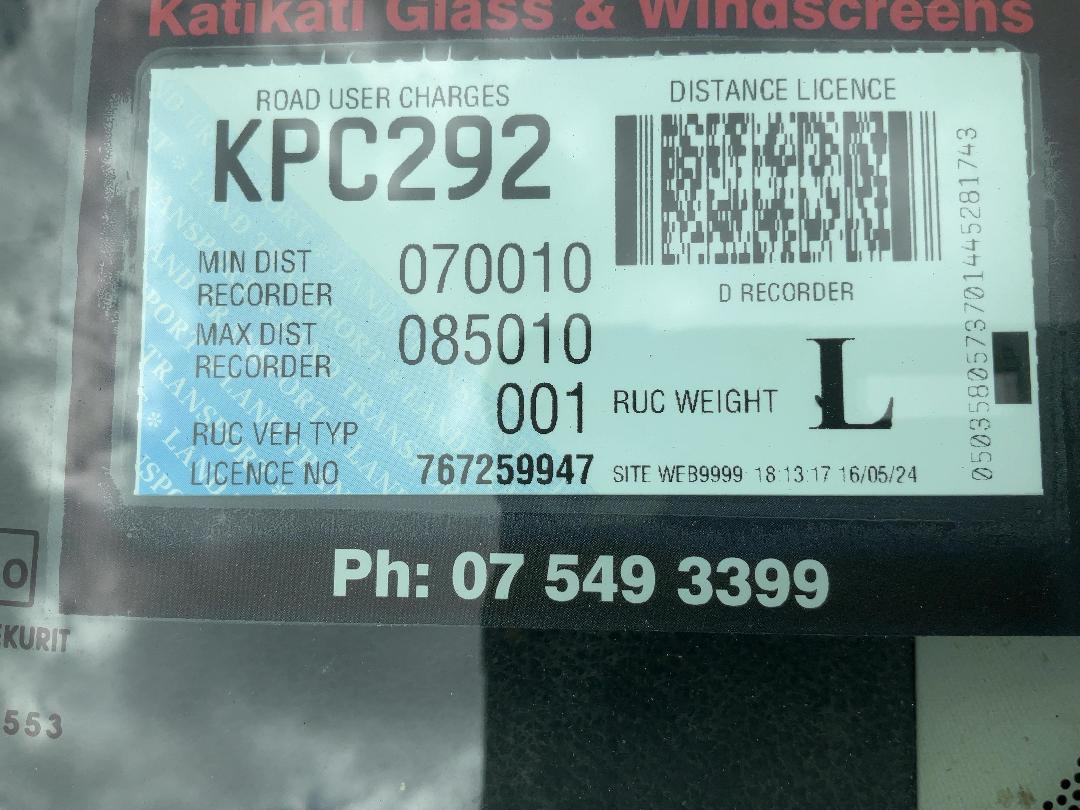 Katikati Glass & Windscreens
ROAD USER CHARGES
DISTANCE LICENCE
KPC292
MIN DIST RECORDER 070010
MAX DIST RECORDER 085010
RUC VEH TYP 001
LICENCE NO 767259947
D RECORDER
RUC WEIGHT L
SITE WEB9999 18:13:17 16/05/24
0503580573701445281743
Ph: 07 549 3399
EKURIT
553